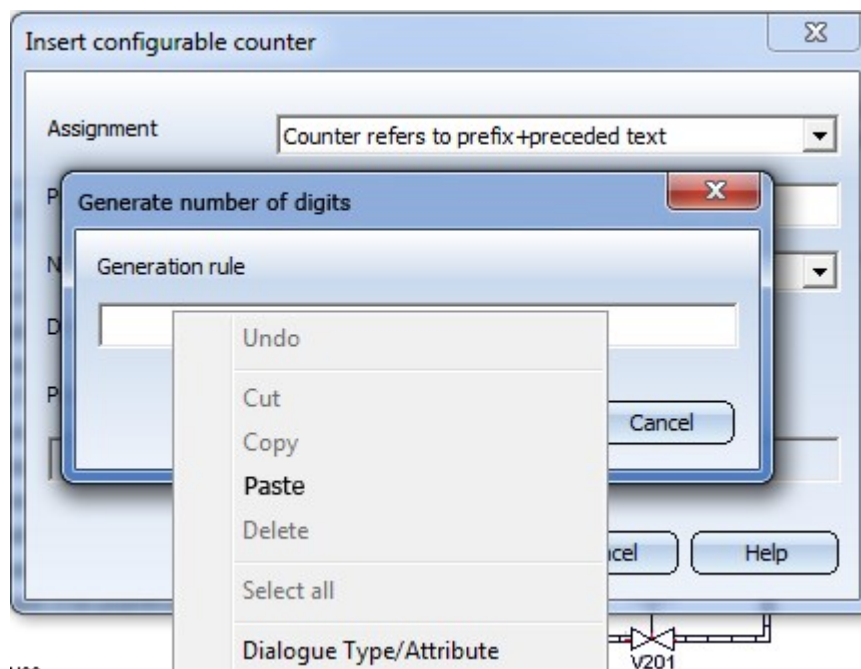 Insert configurable counter
Assignment
Counter refers to prefix+preceded text
P
Generate number of digits
N
Generation rule
D
Undo
P
Cut
Cancel
Copy
Paste
Delete
Help
Select all
Dialogue Type/Attribute
V201